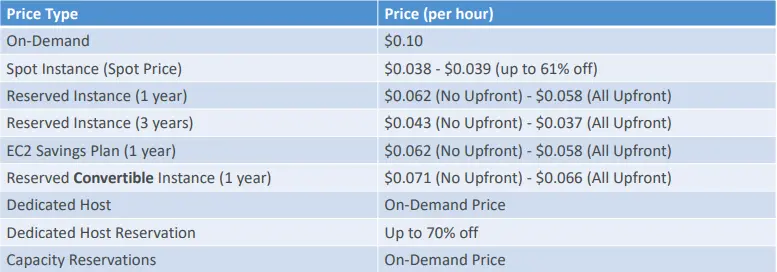 Price Type Price (per hour)
On-Demand $0.10
Spot Instance (Spot Price) $0.038 - $0.039 (up to 61% off)
Reserved Instance (1 year) $0.062 (No Upfront) - $0.058 (All Upfront)
Reserved Instance (3 years) $0.043 (No Upfront) - $0.037 (All Upfront)
EC2 Savings Plan (1 year) $0.062 (No Upfront) - $0.058 (All Upfront)
Reserved Convertible Instance (1 year) $0.071 (No Upfront) - $0.066 (All Upfront)
Dedicated Host On-Demand Price
Dedicated Host Reservation Up to 70% off
Capacity Reservations On-Demand Price